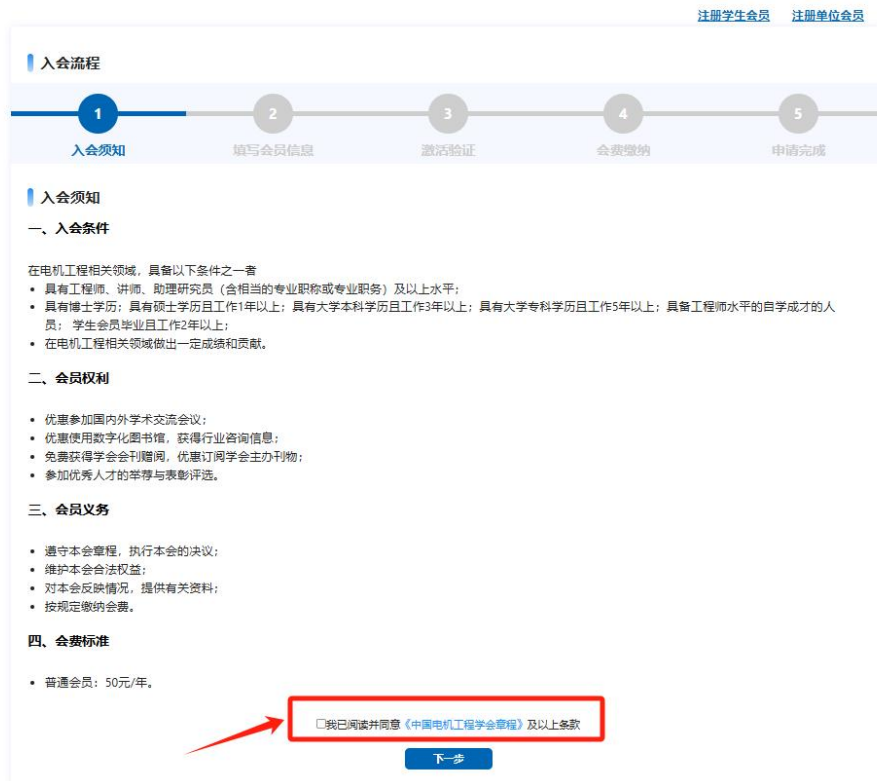 注册学生会员 注册单位会员
入会流程
1 2 3 4 5
入会须知 填写会员信息 激活验证 会费缴纳 申请完成
入会须知
一、入会条件
在电机工程相关领域，具备以下条件之一者
• 具有工程师、讲师、助理研究员（含相当的专业职称或专业职务）及以上水平；
• 具有博士学历；具有硕士学历且工作1年以上；具有大学本科学历且工作3年以上；具有大学专科学历且工作5年以上；具备工程师水平的自学成才的人
员； 学生会员毕业且工作2年以上；
• 在电机工程相关领域做出一定成绩和贡献。
二、会员权利
• 优惠参加国内外学术交流会议；
• 优惠使用数字化图书馆，获得行业咨询信息；
• 免费获得学会会刊赠阅，优惠订阅学会主办刊物；
• 参加优秀人才的举荐与表彰评选。
三、会员义务
• 遵守本会章程，执行本会的决议；
• 维护本会合法权益；
• 对本会反映情况，提供有关资料；
• 按规定缴纳会费。
四、会费标准
• 普通会员：50元/年。
我已阅读并同意《中国电机工程学会章程》及以上条款
下一步